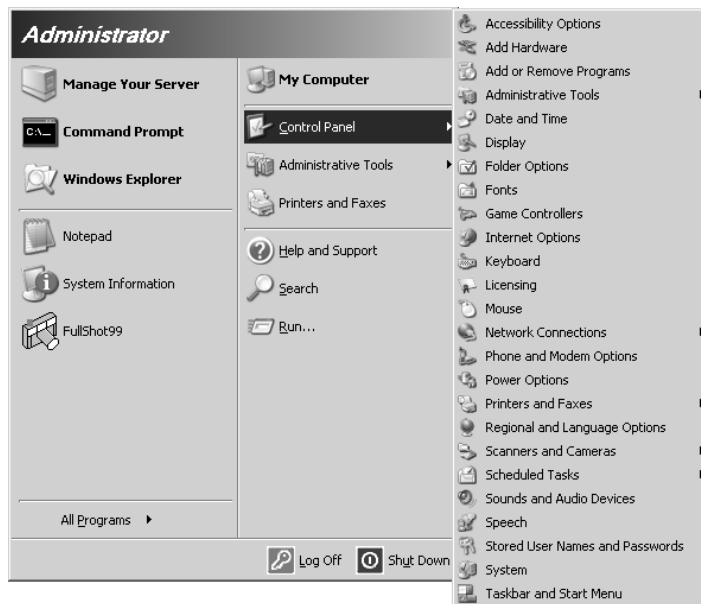 Administrator
Manage Your Server
Command Prompt
Windows Explorer
Notepad
System Information
FullShot99
All Programs
My Computer
Control Panel
Administrative Tools
Printers and Faxes
Help and Support
Search
Run...
Log Off
Shut Down
Accessibility Options
Add Hardware
Add or Remove Programs
Administrative Tools
Date and Time
Display
Folder Options
Fonts
Game Controllers
Internet Options
Keyboard
Licensing
Mouse
Network Connections
Phone and Modem Options
Power Options
Printers and Faxes
Regional and Language Options
Scanners and Cameras
Scheduled Tasks
Sounds and Audio Devices
Speech
Stored User Names and Passwords
System
Taskbar and Start Menu